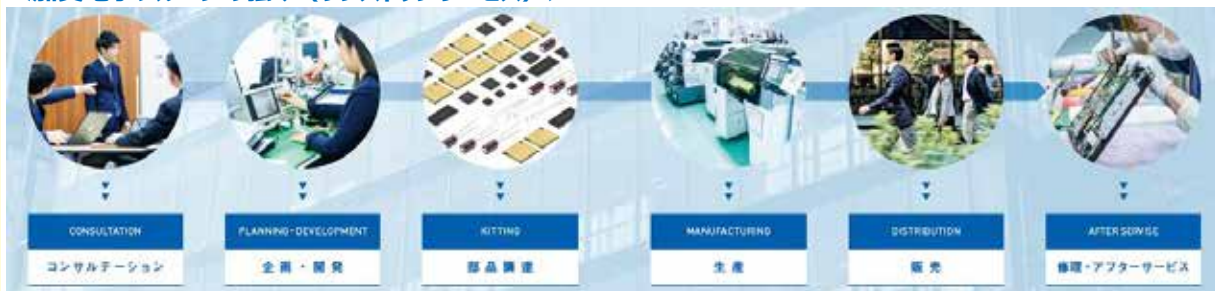 CONSULTATION
コンサルテーション
PLANNING・DEVELOPMENT
企画・開発
KITTING
部品調達
MANUFACTURING
生産
DISTRIBUTION
販売
AFTER SERVISE
修理・アフターサービス